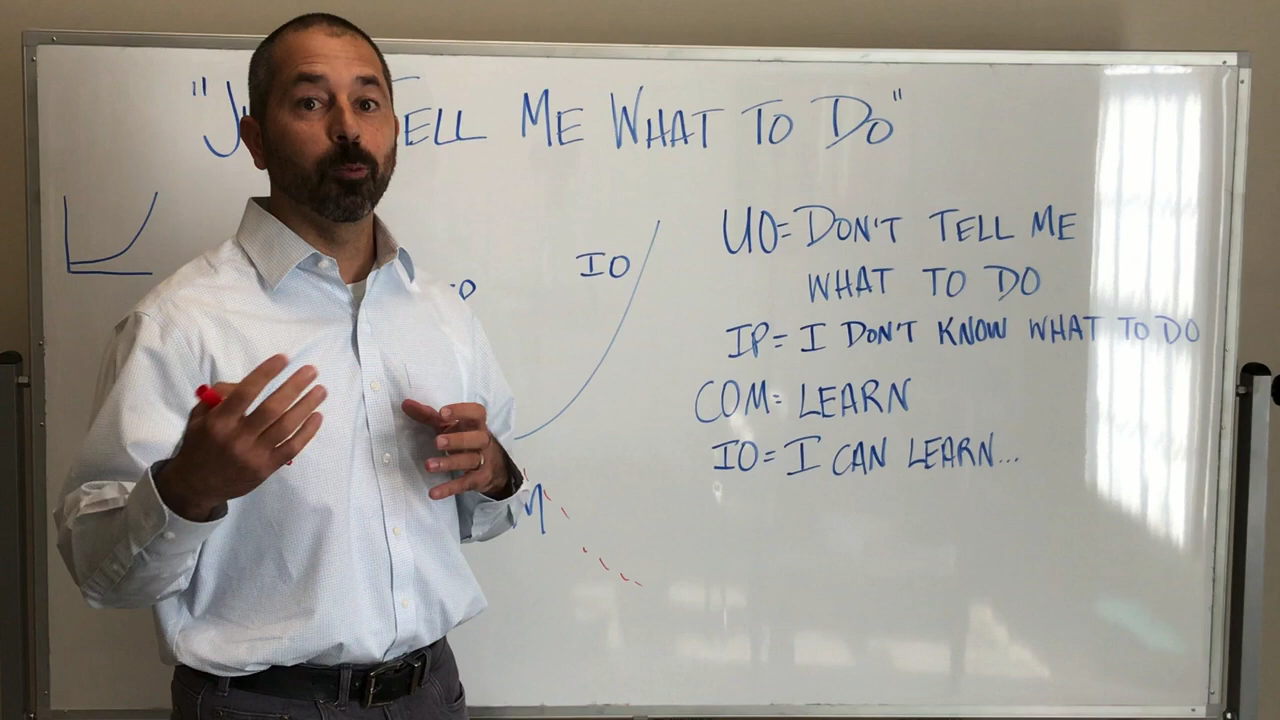 TELL ME WHAT TO DO"
IO
UO= DON'T TELL ME
WHAT TO DO
IP= I DON'T KNOW WHAT TO DO
COM= LEARN
IO= I CAN LEARN...